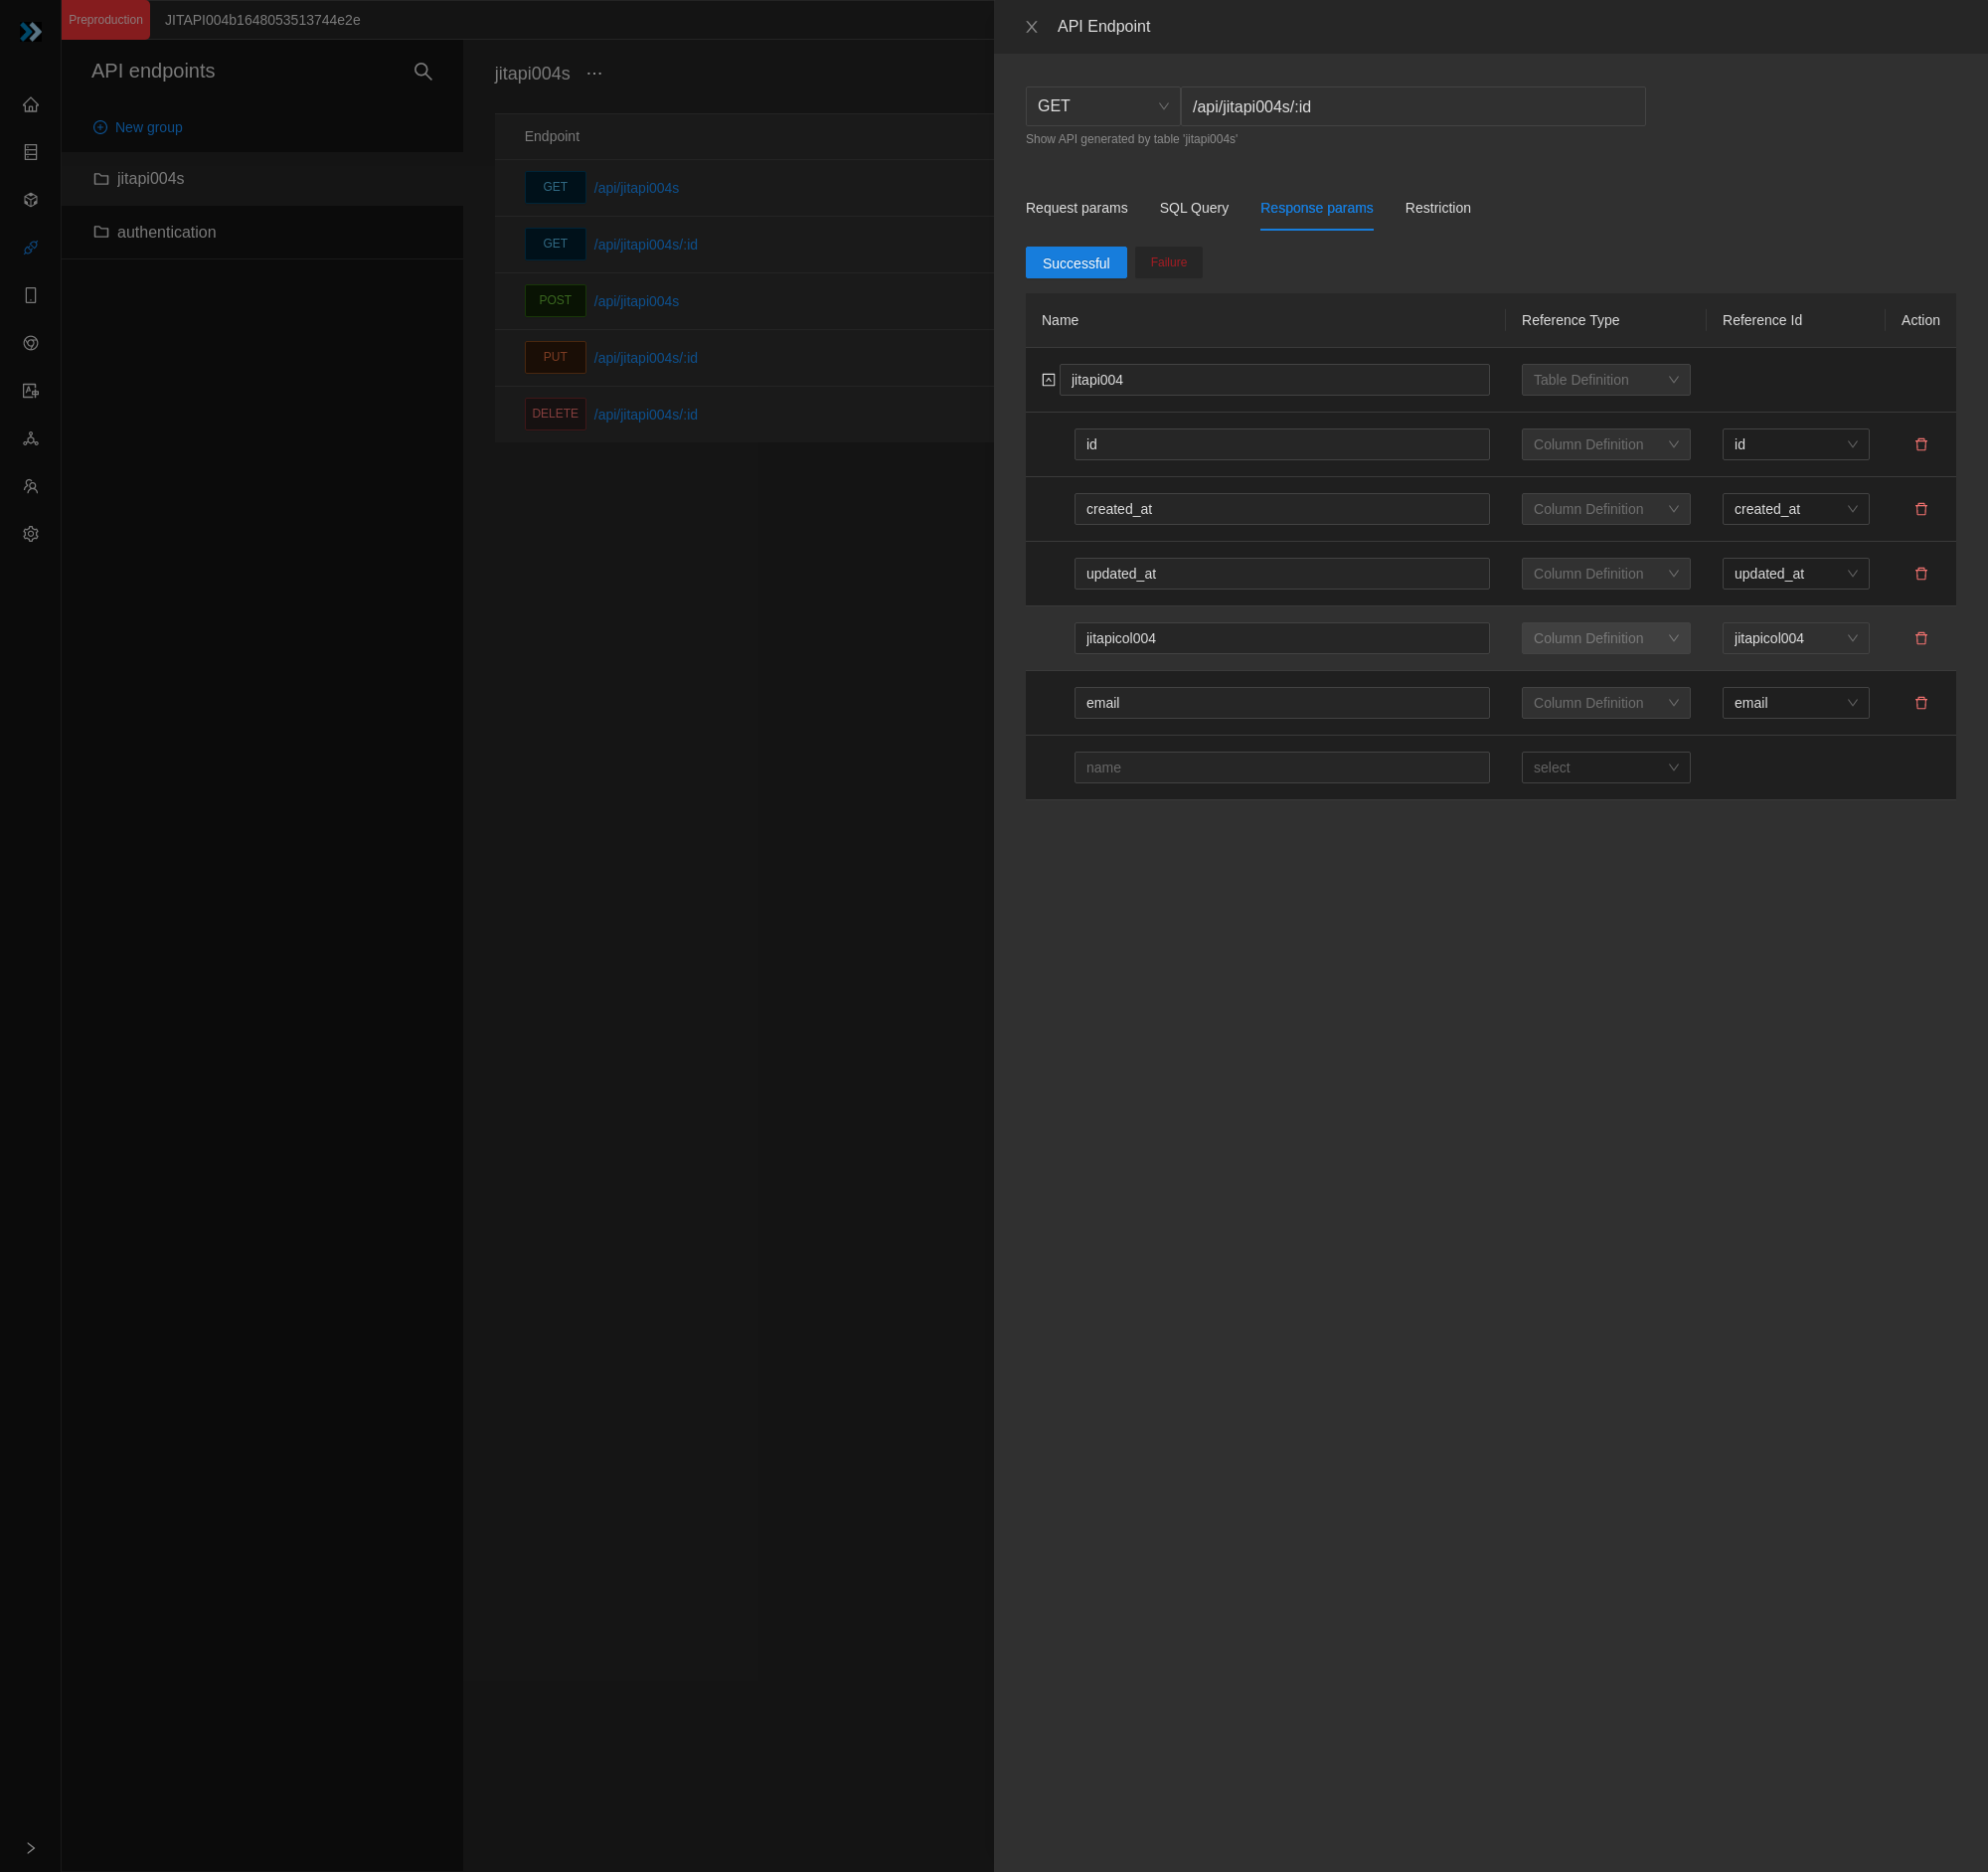 Preproduction JITAPI004b1648053513744e2e
API endpoints
New group
jitapi004s
authentication
jitapi004s ···
Endpoint
GET /api/jitapi004s
GET /api/jitapi004s/:id
POST /api/jitapi004s
PUT /api/jitapi004s/:id
DELETE /api/jitapi004s/:id
API Endpoint
GET /api/jitapi004s/:id
Show API generated by table 'jitapi004s'
Request params SQL Query Response params Restriction
Successful Failure
Name Reference Type Reference Id Action
jitapi004 Table Definition
id Column Definition id
created_at Column Definition created_at
updated_at Column Definition updated_at
jitapicol004 Column Definition jitapicol004
email Column Definition email
name select